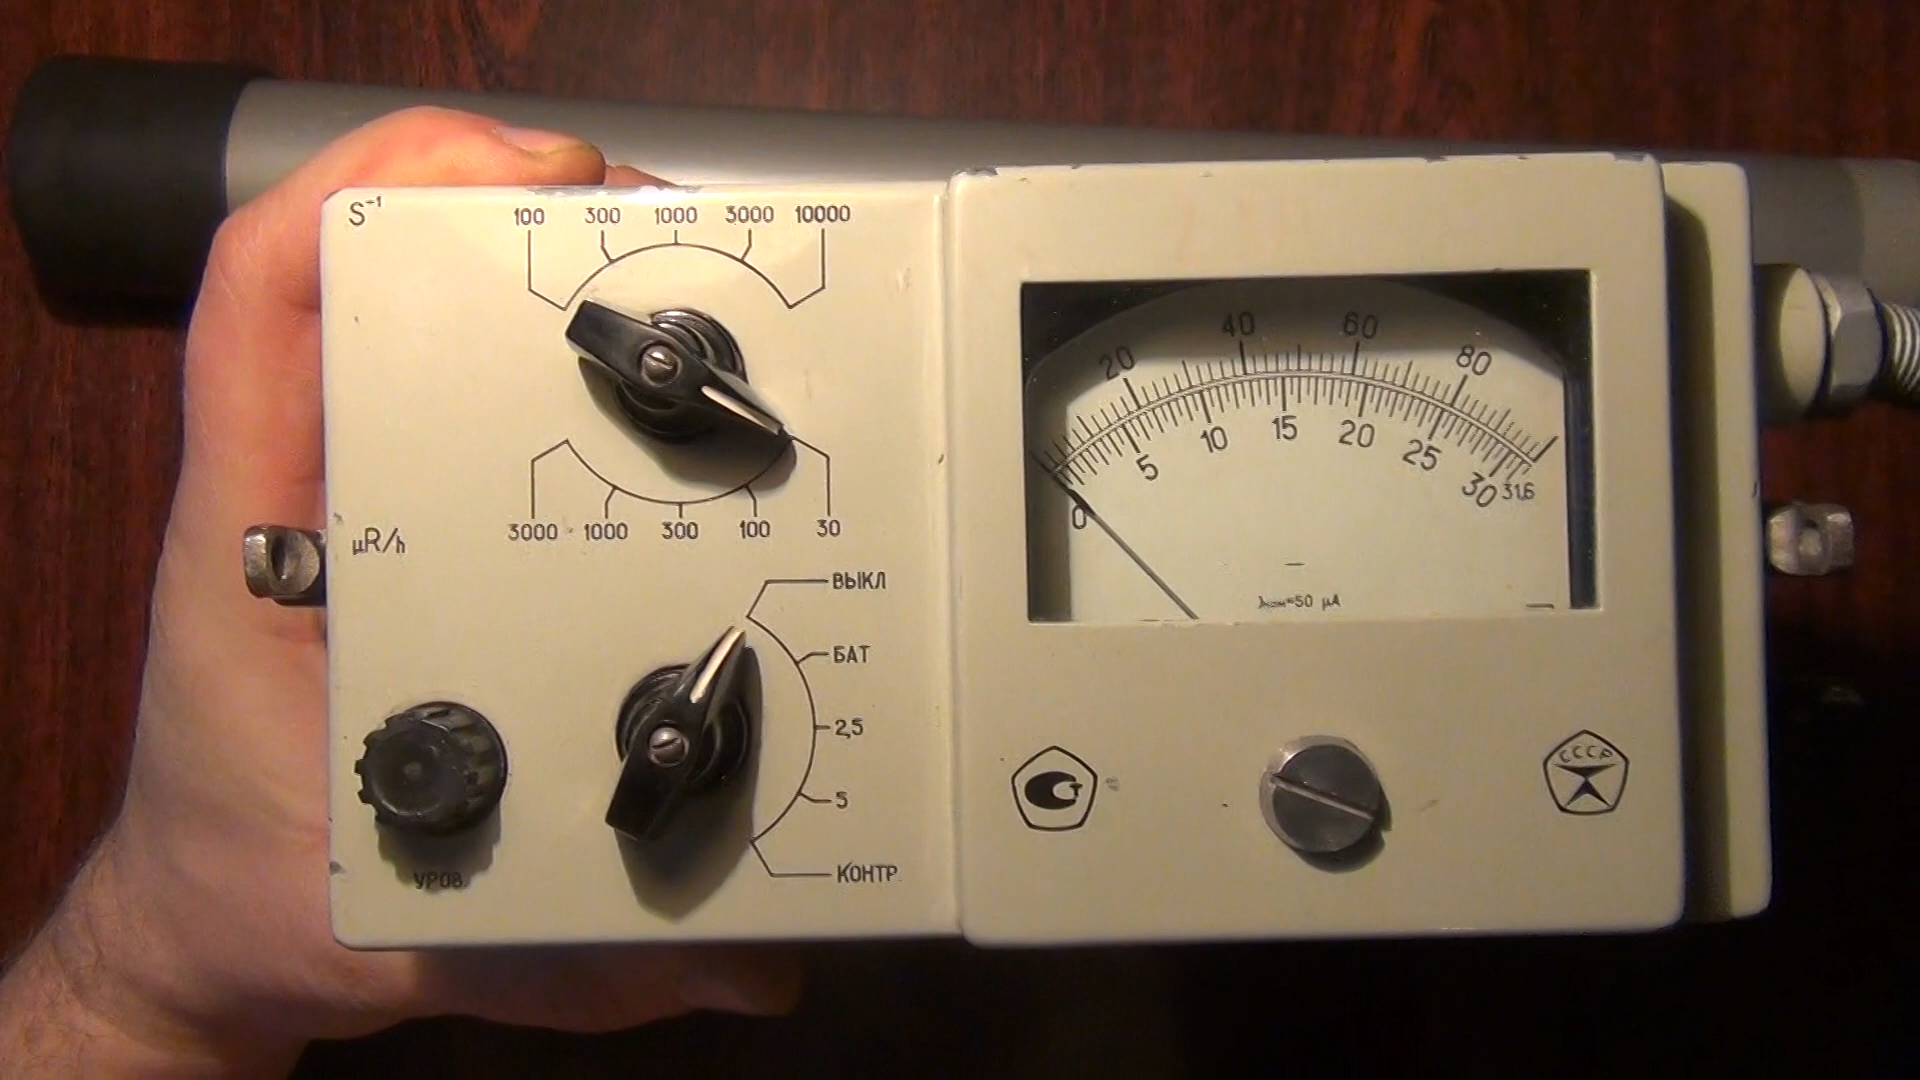 S⁻¹
100 300 1000 3000 10000
3000 1000 300 100 30
µR/h
ВЫКЛ
БАТ
2,5
5
КОНТР.
УРОВ.
20 40 60 80
0 5 10 15 20 25 30 31,6
=50 µA
СССР